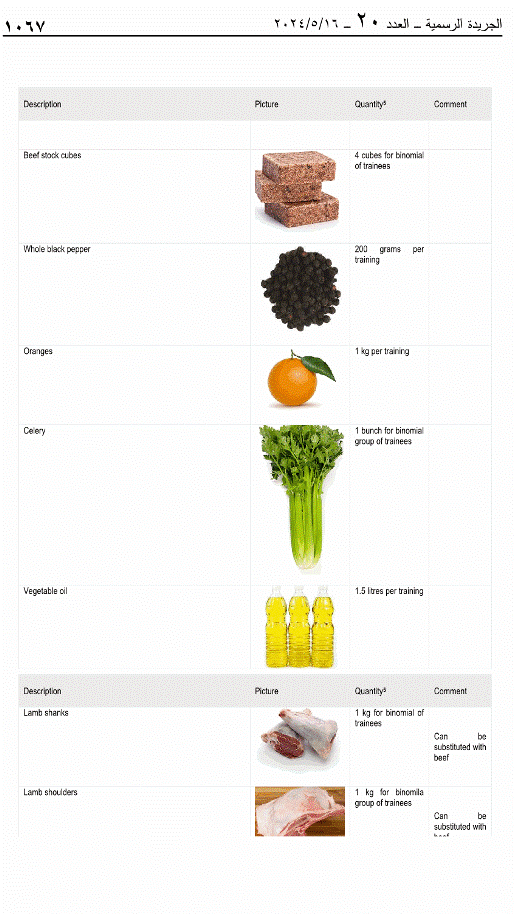 الجريدة الرسمية ــ العدد ٢٠ ــ ٢٠٢٤/٥/١٦
١٠٦٧
Description Picture Quantity⁵ Comment
Beef stock cubes 4 cubes for binomial
of trainees
Whole black pepper 200 grams per
training
Oranges 1 kg per training
Celery 1 bunch for binomial
group of trainees
Vegetable oil 1.5 litres per training
Description Picture Quantity⁵ Comment
Lamb shanks 1 kg for binomial of
trainees
Can be
substituted with
beef
Lamb shoulders 1 kg for binomila
group of trainees
Can be
substituted with